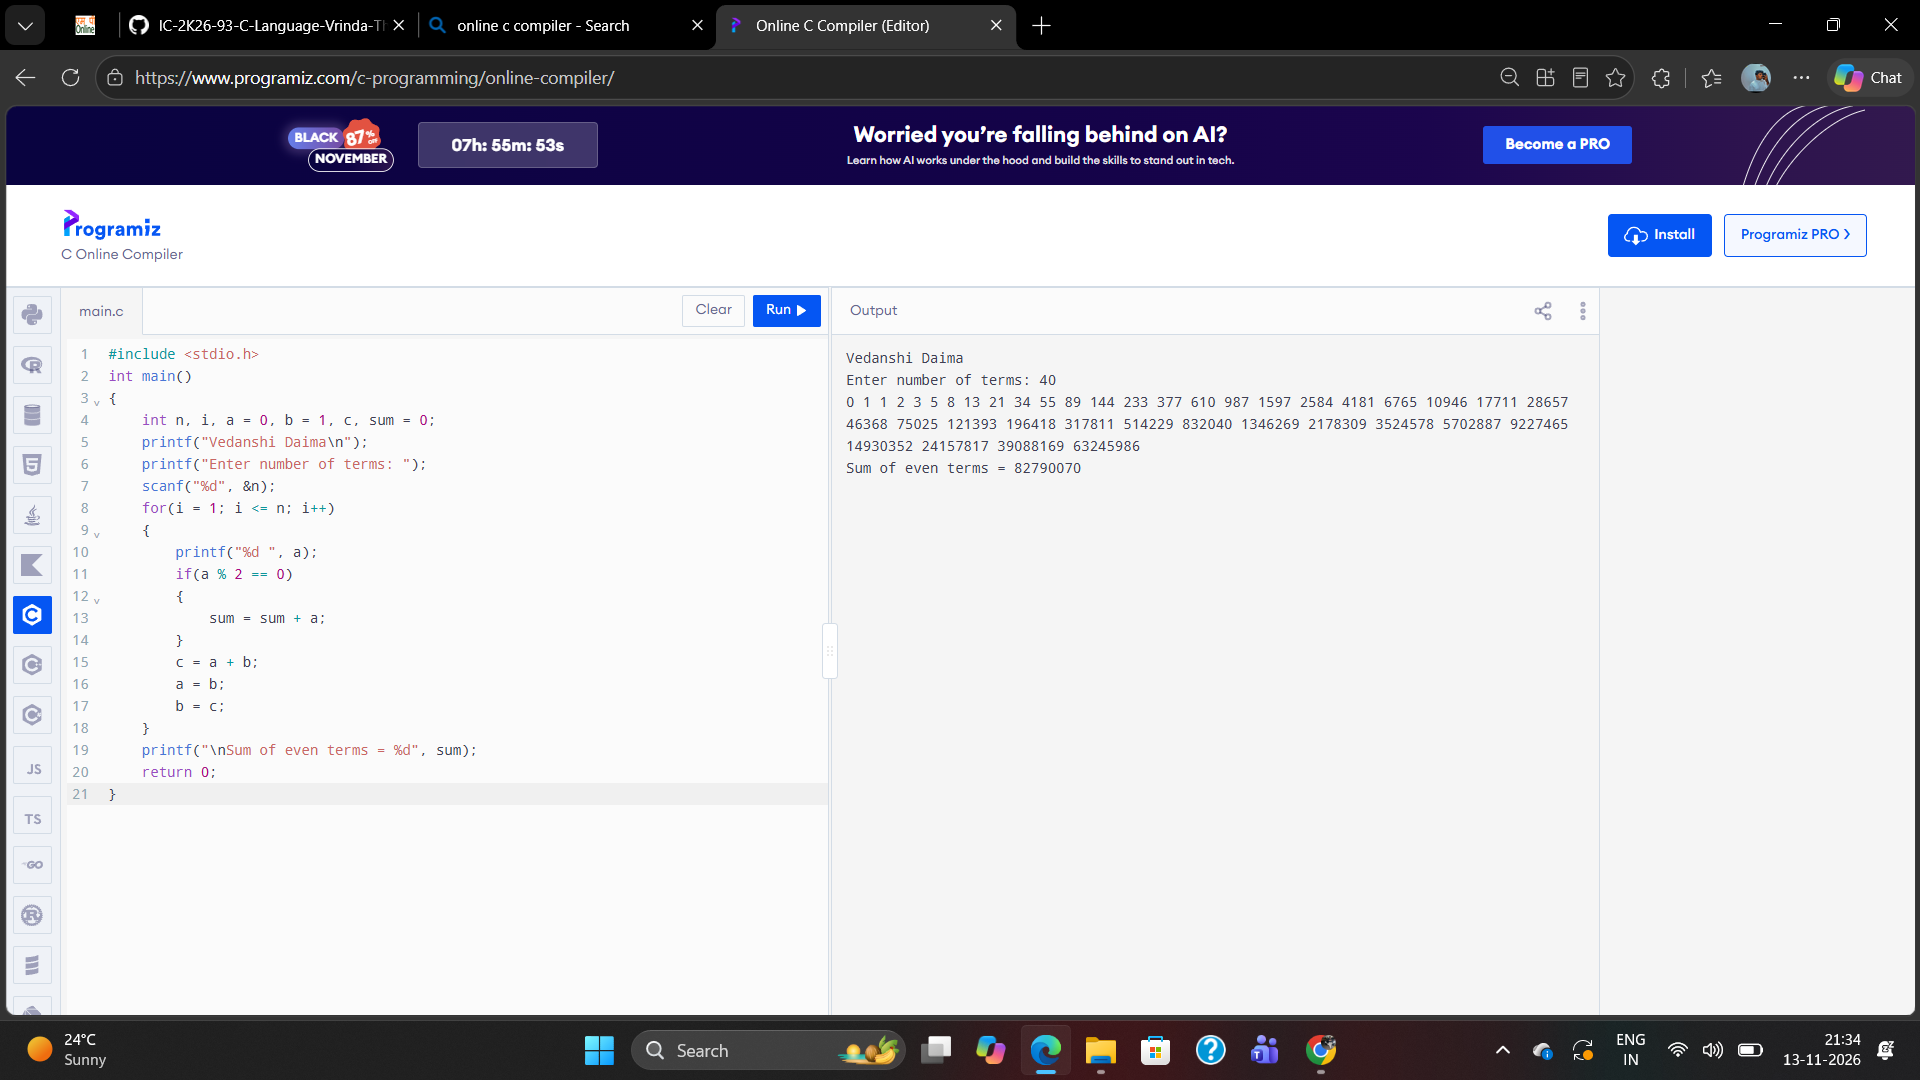 IC-2K26-93-C-Language-Vrinda-Th
online c compiler - Search
Online C Compiler (Editor)
https://www.programiz.com/c-programming/online-compiler/
Chat
BLACK 87% OFF
NOVEMBER
07h: 55m: 53s
Worried you're falling behind on AI?
Learn how AI works under the hood and build the skills to stand out in tech.
Become a PRO
Programiz
C Online Compiler
Install
Programiz PRO >
main.c
Clear
Run
Output
1 #include <stdio.h>
2 int main()
3 {
4 int n, i, a = 0, b = 1, c, sum = 0;
5 printf("Vedanshi Daima\n");
6 printf("Enter number of terms: ");
7 scanf("%d", &n);
8 for(i = 1; i <= n; i++)
9 {
10 printf("%d ", a);
11 if(a % 2 == 0)
12 {
13 sum = sum + a;
14 }
15 c = a + b;
16 a = b;
17 b = c;
18 }
19 printf("\nSum of even terms = %d", sum);
20 return 0;
21 }
Vedanshi Daima
Enter number of terms: 40
0 1 1 2 3 5 8 13 21 34 55 89 144 233 377 610 987 1597 2584 4181 6765 10946 17711 28657
46368 75025 121393 196418 317811 514229 832040 1346269 2178309 3524578 5702887 9227465
14930352 24157817 39088169 63245986
Sum of even terms = 82790070
JS
TS
GO
24°C
Sunny
Search
ENG
IN
21:34
13-11-2026